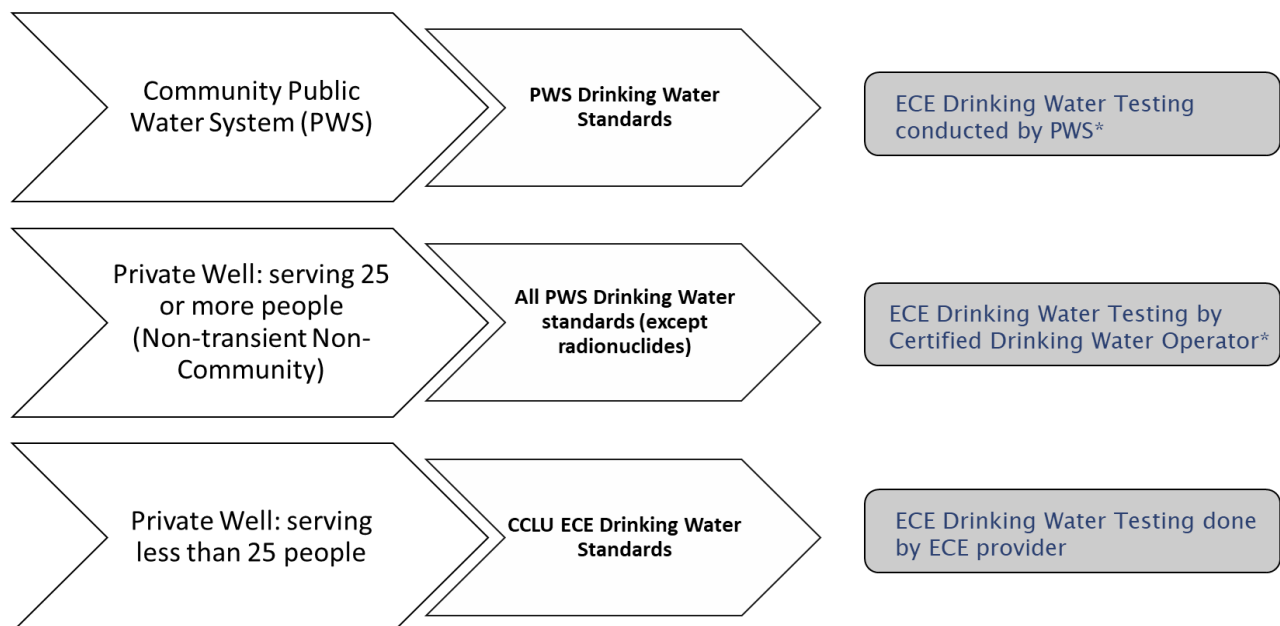 Community Public
Water System (PWS)
PWS Drinking Water
Standards
ECE Drinking Water Testing
conducted by PWS*
Private Well: serving 25
or more people
(Non-transient Non-
Community)
All PWS Drinking Water
standards (except
radionuclides)
ECE Drinking Water Testing by
Certified Drinking Water Operator*
Private Well: serving
less than 25 people
CCLU ECE Drinking Water
Standards
ECE Drinking Water Testing done
by ECE provider